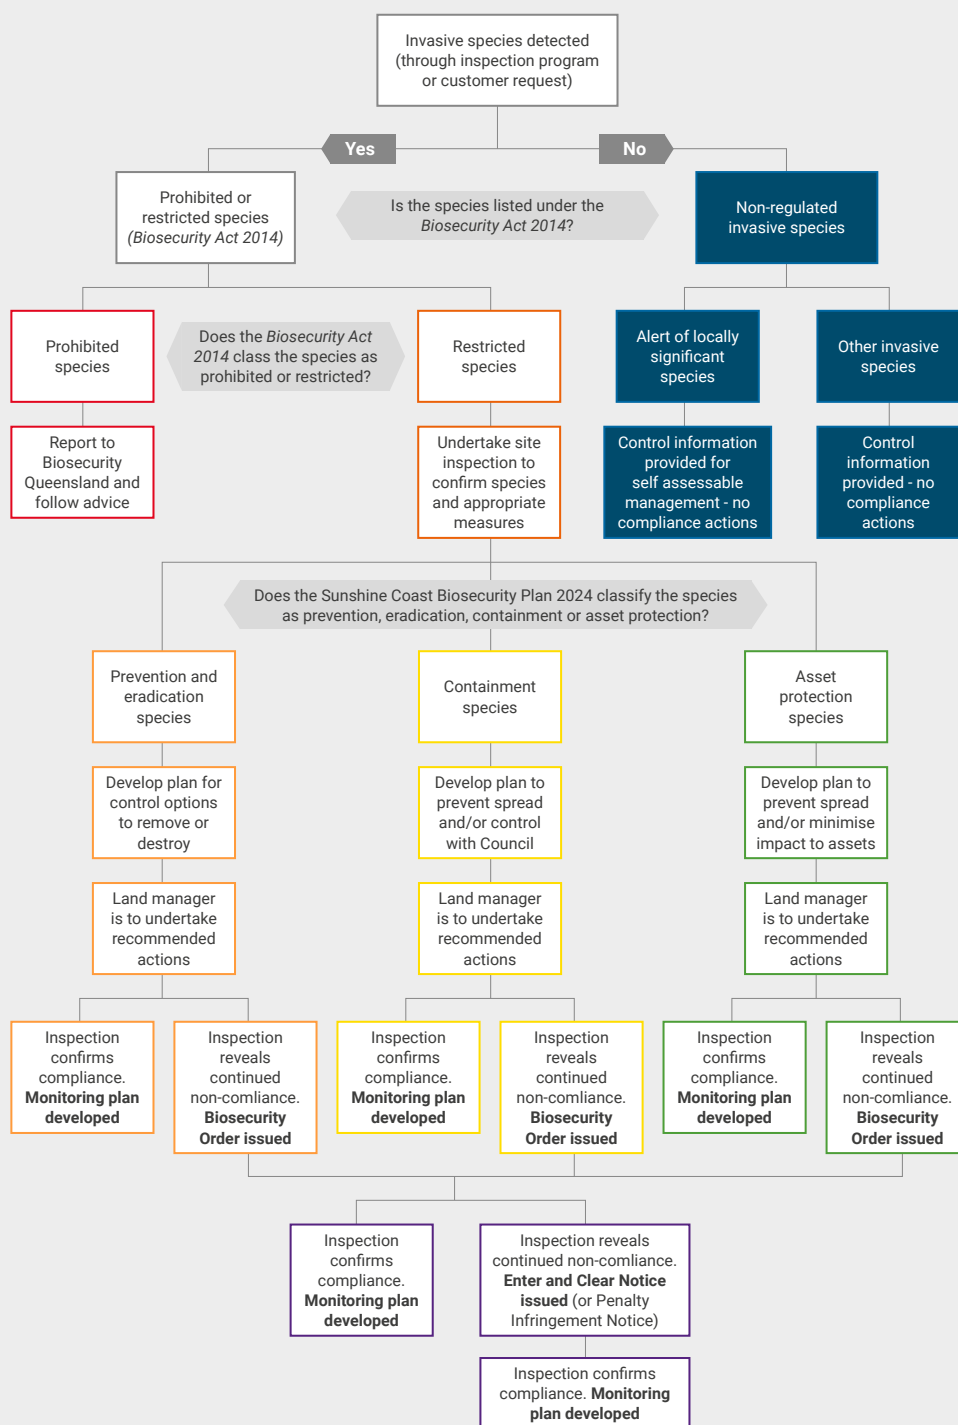 Invasive species detected
(through inspection program
or customer request)
Yes
No
Prohibited or
restricted species
(Biosecurity Act 2014)
Is the species listed under the
Biosecurity Act 2014?
Non-regulated
invasive species
Prohibited
species
Does the Biosecurity Act
2014 class the species as
prohibited or restricted?
Restricted
species
Alert of locally
significant
species
Other invasive
species
Report to
Biosecurity
Queensland and
follow advice
Undertake site
inspection to
confirm species
and appropriate
measures
Control information
provided for
self assessable
management - no
compliance actions
Control
information
provided - no
compliance
actions
Does the Sunshine Coast Biosecurity Plan 2024 classify the species
as prevention, eradication, containment or asset protection?
Prevention and
eradication
species
Containment
species
Asset
protection
species
Develop plan for
control options
to remove or
destroy
Develop plan to
prevent spread
and/or control
with Council
Develop plan to
prevent spread
and/or minimise
impact to assets
Land manager
is to undertake
recommended
actions
Land manager
is to undertake
recommended
actions
Land manager
is to undertake
recommended
actions
Inspection
confirms
compliance.
Monitoring plan
developed
Inspection
reveals
continued
non-comliance.
Biosecurity
Order issued
Inspection
confirms
compliance.
Monitoring plan
developed
Inspection
reveals
continued
non-comliance.
Biosecurity
Order issued
Inspection
confirms
compliance.
Monitoring plan
developed
Inspection
reveals
continued
non-comliance.
Biosecurity
Order issued
Inspection
confirms
compliance.
Monitoring plan
developed
Inspection reveals
continued non-comliance.
Enter and Clear Notice
issued (or Penalty
Infringement Notice)
Inspection confirms
compliance. Monitoring
plan developed